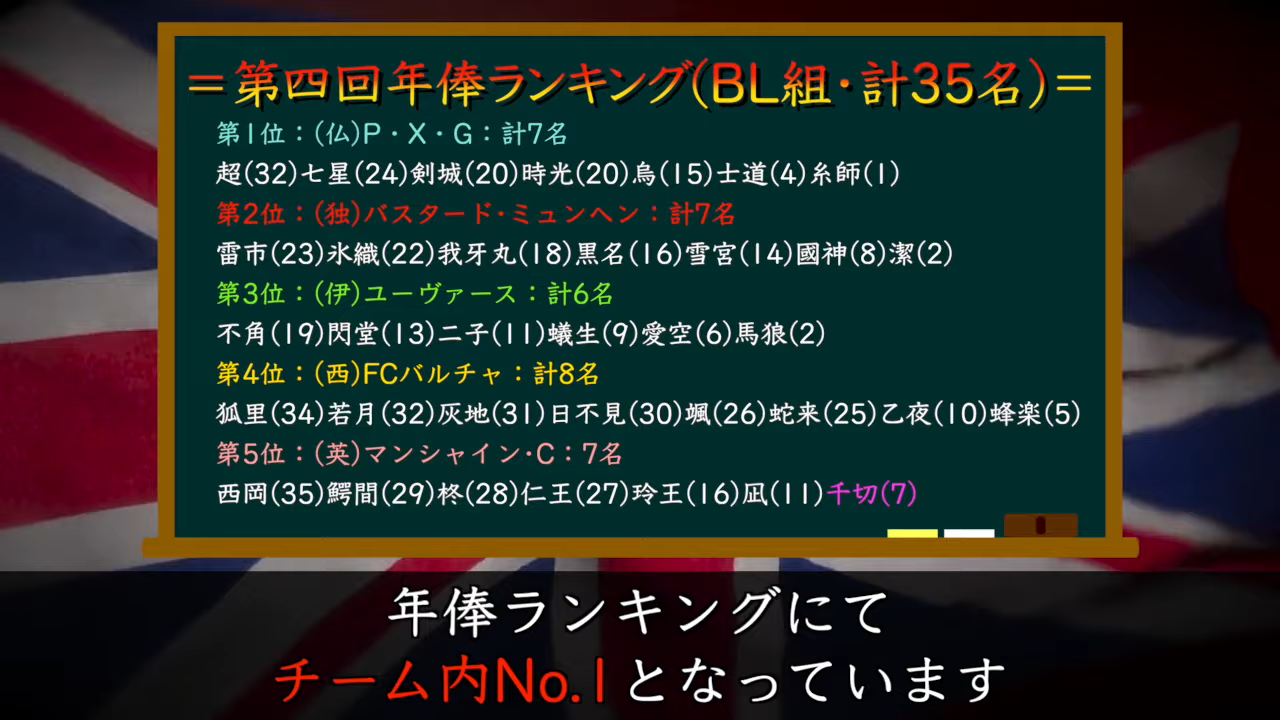 =第四回年俸ランキング(BL組·計35名)=
第1位：(仏)P・X・G：計7名
超(32)七星(24)剣城(20)時光(20)烏(15)士道(4)糸師(1)
第2位：(独)バスタード·ミュンヘン：計7名
雷市(23)氷織(22)我牙丸(18)黒名(16)雪宮(14)國神(8)潔(2)
第3位：(伊)ユーヴァース：計6名
不角(19)閃堂(13)二子(11)蟻生(9)愛空(6)馬狼(2)
第4位：(西)FCバルチャ：計8名
狐里(34)若月(32)灰地(31)日不見(30)颯(26)蛇来(25)乙夜(10)蜂楽(5)
第5位：(英)マンシャイン·C：7名
西岡(35)鰐間(29)柊(28)仁王(27)玲王(16)凪(11)千切(7)
年俸ランキングにて
チーム内No.1となっています